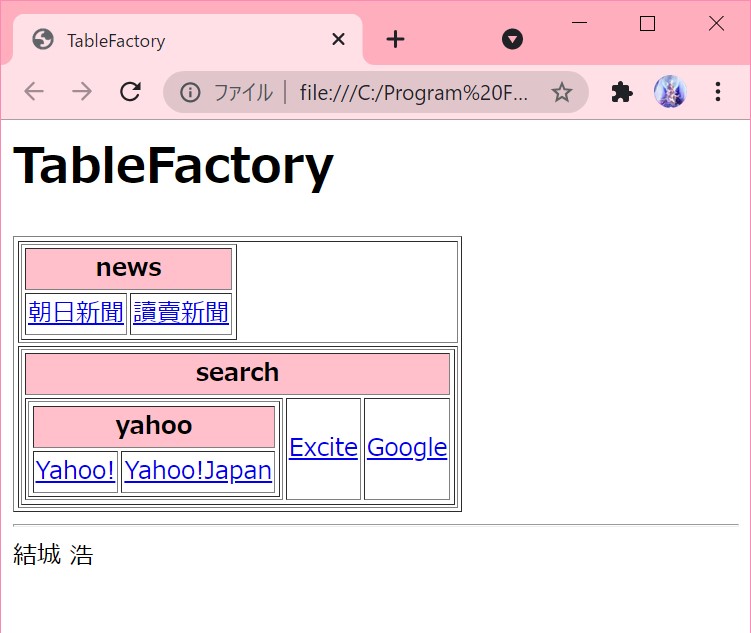 TableFactory
ファイル | file:///C:/Program%20F...
TableFactory
news
朝日新聞 讀賣新聞
search
yahoo
Excite Google
Yahoo! Yahoo!Japan
結城 浩